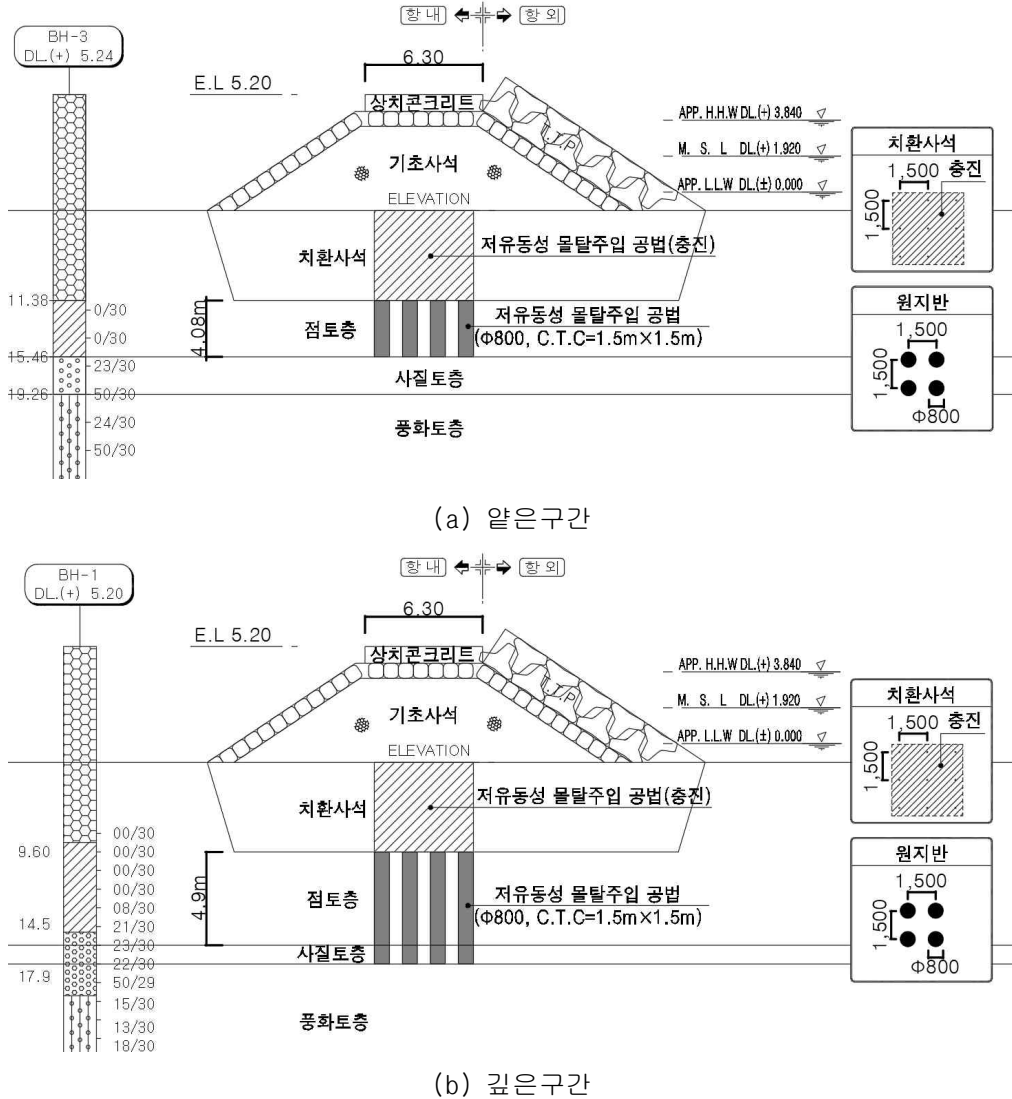 항 내 항 외
BH-3
DL.(+) 5.24
6.30
E.L 5.20
상치콘크리트
T.T.P
APP. H.H.W DL.(+) 3.840
M. S. L DL.(+) 1.920
APP. L.L.W DL.(±) 0.000
기초사석
ELEVATION
치환사석
1,500 충진
1,500
치환사석
저유동성 몰탈주입 공법(충진)
11.38
0/30
0/30
15.46
23/30
19.26
50/30
24/30
50/30
4.08m
점토층
저유동성 몰탈주입 공법
(Φ800, C.T.C=1.5m×1.5m)
사질토층
풍화토층
원지반
1,500
1,500
Φ800
(a) 얕은구간
항 내 항 외
BH-1
DL.(+) 5.20
6.30
E.L 5.20
상치콘크리트
T.T.P
APP. H.H.W DL.(+) 3.840
M. S. L DL.(+) 1.920
APP. L.L.W DL.(±) 0.000
기초사석
ELEVATION
치환사석
1,500 충진
1,500
치환사석
저유동성 몰탈주입 공법(충진)
00/30
9.60
00/30
00/30
00/30
08/30
14.5
21/30
23/30
22/30
17.9
50/29
15/30
13/30
18/30
4.9m
점토층
저유동성 몰탈주입 공법
(Φ800, C.T.C=1.5m×1.5m)
사질토층
풍화토층
원지반
1,500
1,500
Φ800
(b) 깊은구간